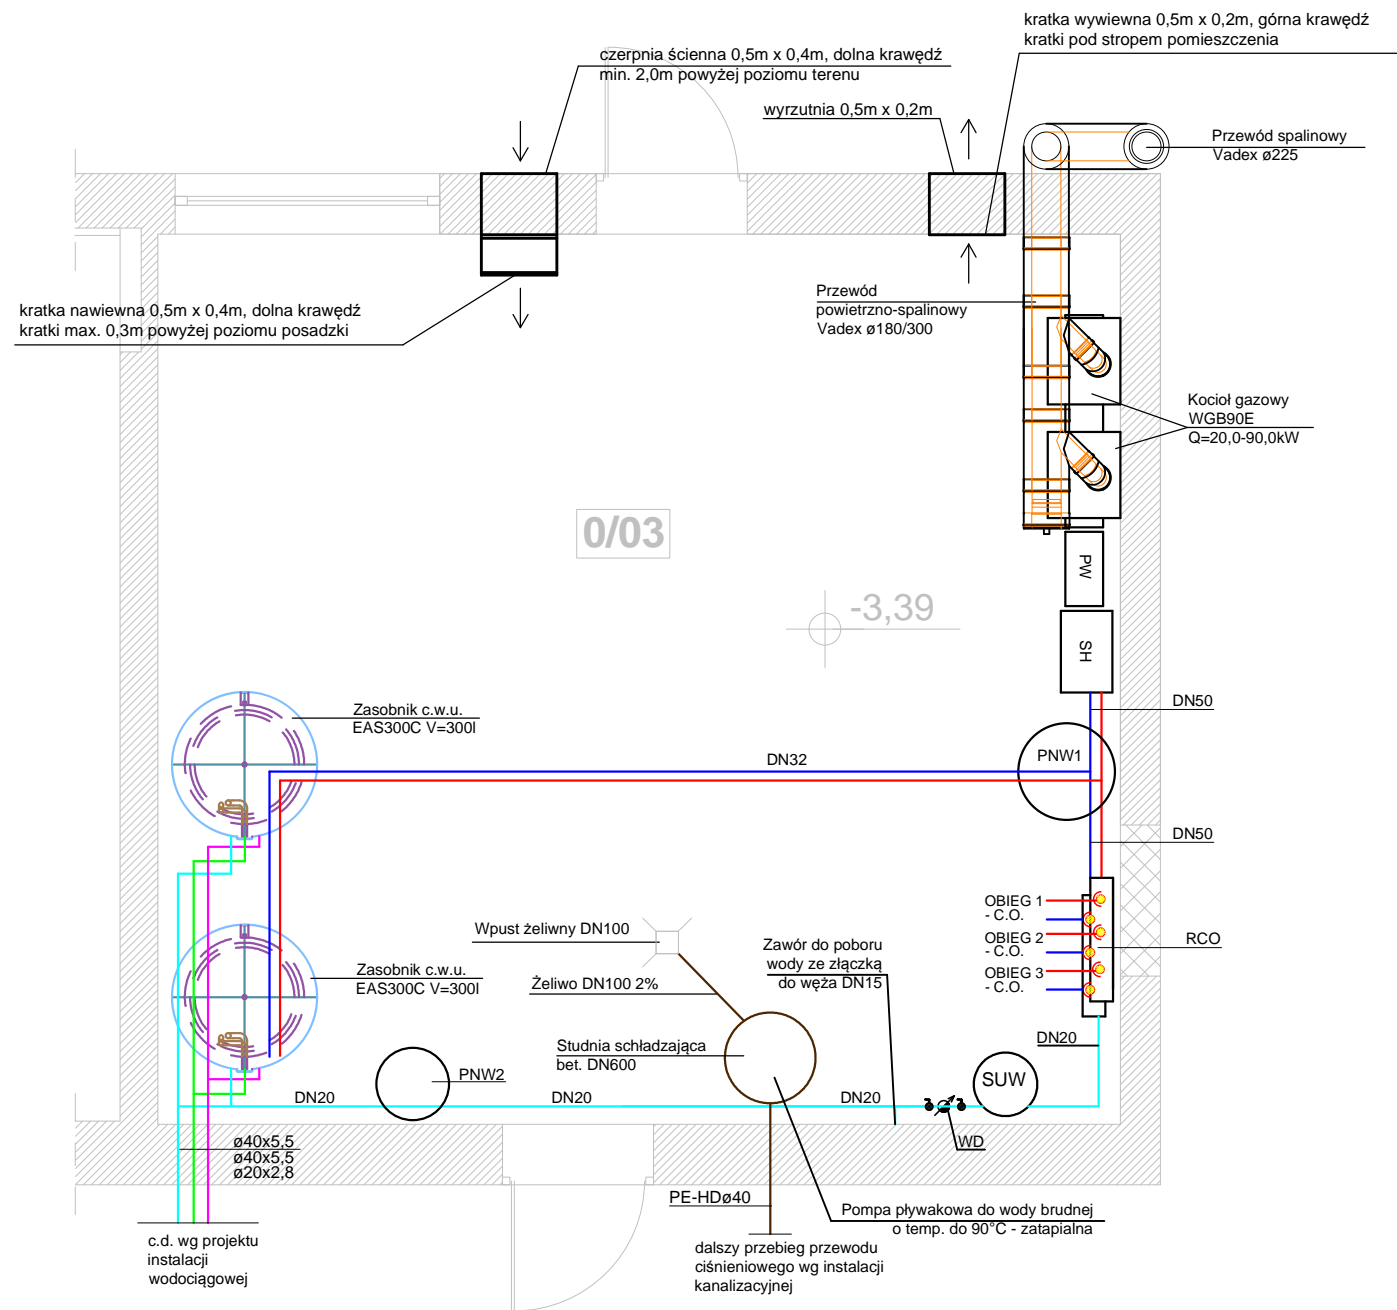 kratka wywiewna 0,5m x 0,2m, górna krawędź
kratki pod stropem pomieszczenia
czerpnia ścienna 0,5m x 0,4m, dolna krawędź
min. 2,0m powyżej poziomu terenu
wyrzutnia 0,5m x 0,2m
Przewód spalinowy
Vadex ø225
kratka nawiewna 0,5m x 0,4m, dolna krawędź
kratki max. 0,3m powyżej poziomu posadzki
Przewód
powietrzno-spalinowy
Vadex ø180/300
Kocioł gazowy
WGB90E
Q=20,0-90,0kW
0/03
PW
-3,39
SH
Zasobnik c.w.u.
EAS300C V=300l
DN50
DN32
PNW1
DN50
OBIEG 1
- C.O.
OBIEG 2
- C.O.
OBIEG 3
- C.O.
RCO
Wpust żeliwny DN100
Zawór do poboru
wody ze złączką
do węża DN15
Zasobnik c.w.u.
EAS300C V=300l
Żeliwo DN100 2%
Studnia schładzająca
bet. DN600
DN20
PNW2
SUW
DN20
DN20
DN20
WD
ø40x5,5
ø40x5,5
ø20x2,8
PE-HDø40
Pompa pływakowa do wody brudnej
o temp. do 90°C - zatapialna
c.d. wg projektu
instalacji
wodociągowej
dalszy przebieg przewodu
ciśnieniowego wg instalacji
kanalizacyjnej